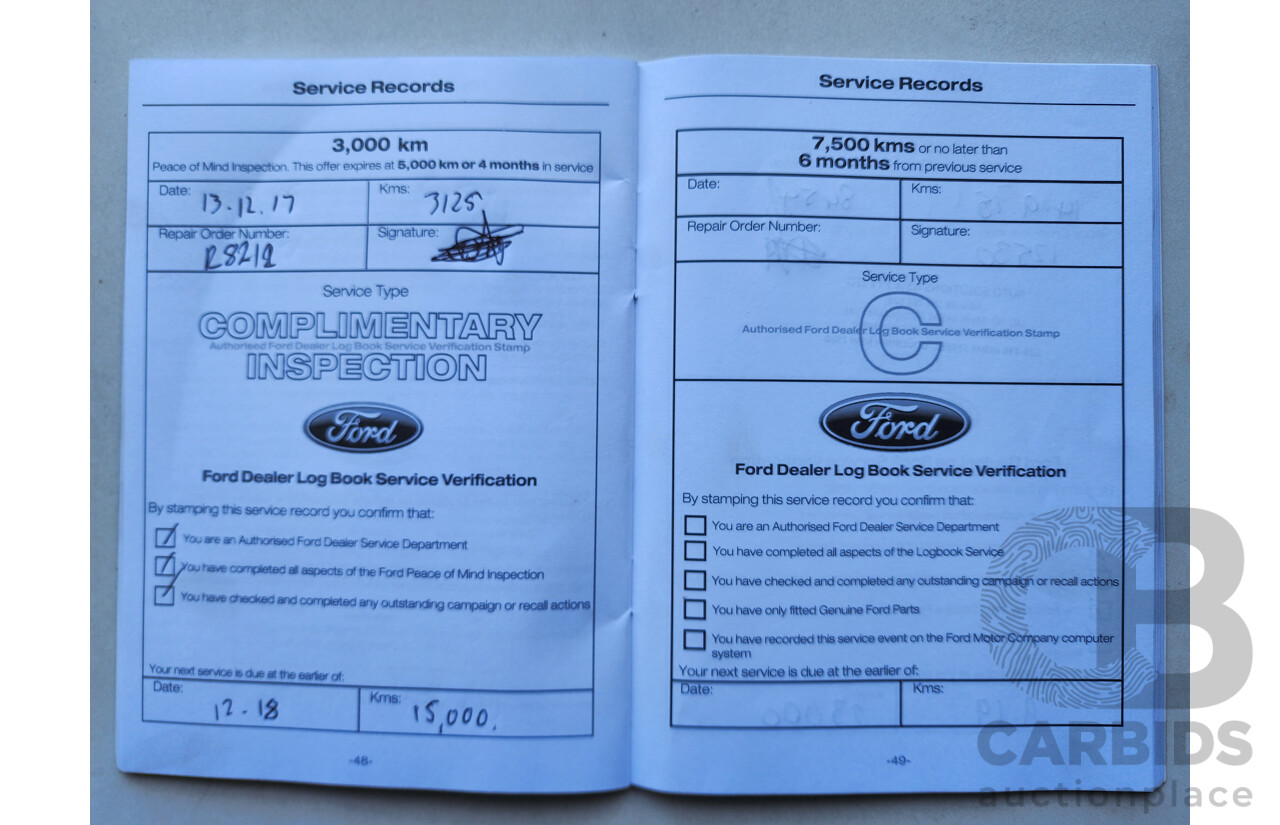 Service Records
3,000 km
Peace of Mind Inspection. This offer expires at 5,000 km or 4 months in service
Date: 13.12.17
Kms: 3125
Repair Order Number: R8219
Signature:
Service Type
COMPLIMENTARY
Authorised Ford Dealer Log Book Service Verification Stamp
INSPECTION
Ford
Ford Dealer Log Book Service Verification
By stamping this service record you confirm that:
You are an Authorised Ford Dealer Service Department
You have completed all aspects of the Ford Peace of Mind Inspection
You have checked and completed any outstanding campaign or recall actions
Your next service is due at the earlier of:
Date: 12.18
Kms: 15,000.
-48-
Service Records
7,500 kms or no later than
6 months from previous service
Date:
Kms:
Repair Order Number:
Signature:
Service Type
C
Authorised Ford Dealer Log Book Service Verification Stamp
Ford
Ford Dealer Log Book Service Verification
By stamping this service record you confirm that:
You are an Authorised Ford Dealer Service Department
You have completed all aspects of the Logbook Service
You have checked and completed any outstanding campaign or recall actions
You have only fitted Genuine Ford Parts
You have recorded this service event on the Ford Motor Company computer
system
Your next service is due at the earlier of:
Date:
Kms:
-49-
CB
CARBIDS
auctionplace